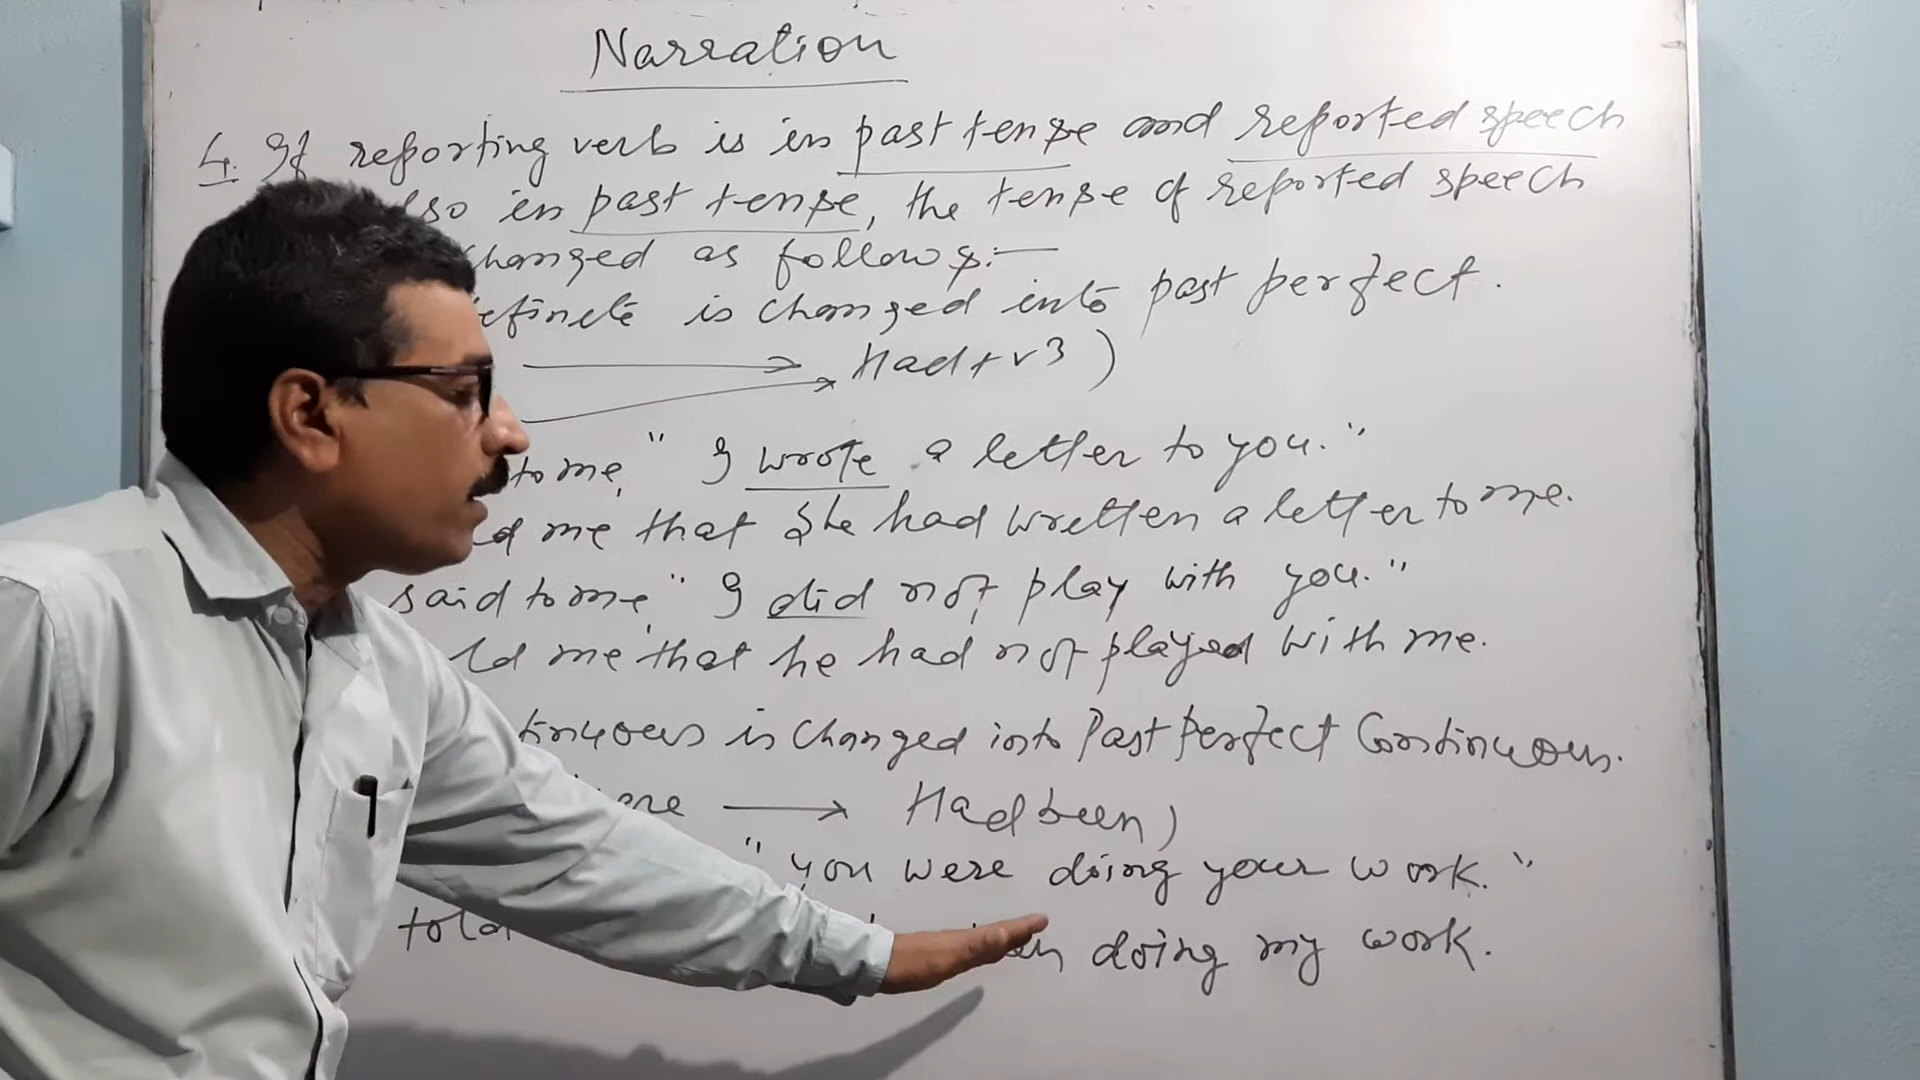 Narration
4. If reporting verb is in past tense and reported speech
in past tense, the tense of reported speech
as follows:—
is changed into past perfect.
Had + v3 )
to me, " I wrote a letter to you."
me that she had written a letter to me.
said to me, " I did not play with you."
me that he had not played with me.
is changed into Past Perfect Continuous.
Had been )
" you were doing your work. "
told doing my work.